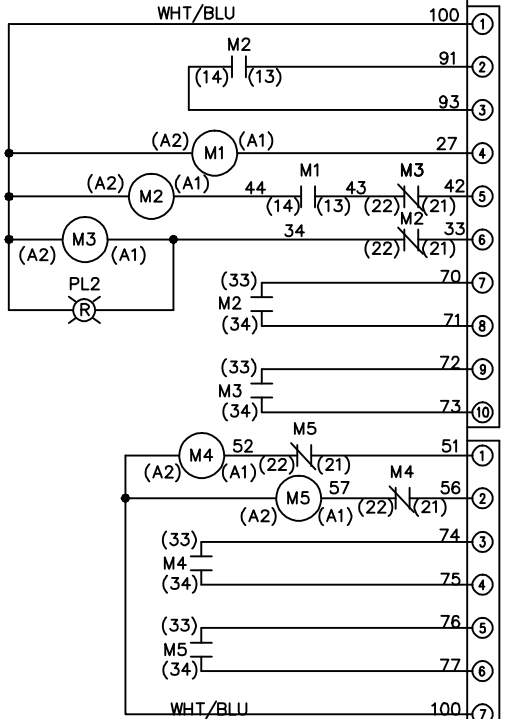 WHT/BLU 100 1
M2 91 2
(14) (13)
93 3
(A2) M1 (A1) 27 4
M1 M3
(A2) M2 (A1) 44 43 42 5
(14) (13) (22) (21)
M2
M3 34 33 6
(A2) (A1) (22) (21)
PL2
R
(33) 70 7
M2
(34) 71 8
(33) 72 9
M3
(34) 73 10
M5
M4 52 51 1
(A2) (A1) (22) (21)
M4
M5 57 56 2
(A2) (A1) (22) (21)
(33) 74 3
M4
(34) 75 4
(33) 76 5
M5
(34) 77 6
WHT/BLU 100 7